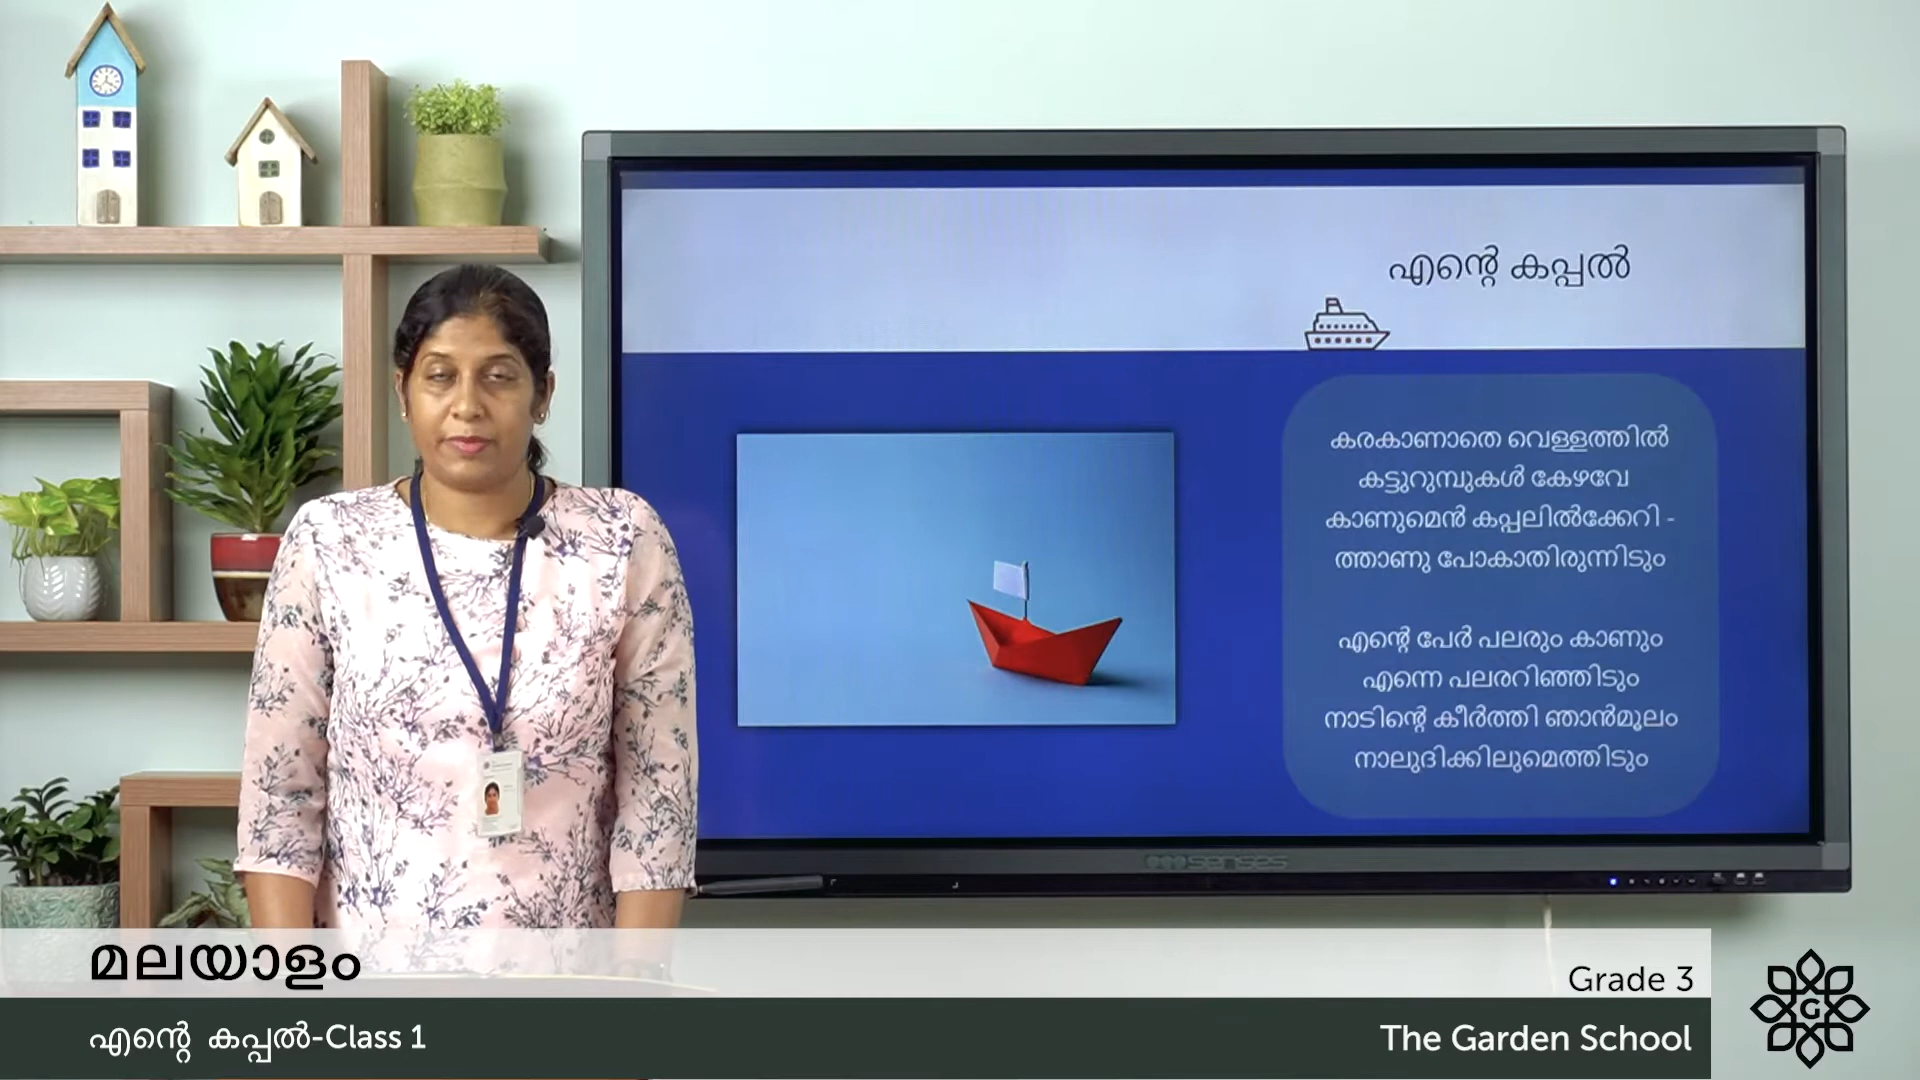 എന്റെ കപ്പൽ
കരകാണാതെ വെള്ളത്തിൽ
കട്ടുറുമ്പുകൾ കേഴവേ
കാണുമെൻ കപ്പലിൽക്കേറി -
ത്താണു പോകാതിരുന്നിടും
എന്റെ പേർ പലരും കാണും
എന്നെ പലരറിഞ്ഞിടും
നാടിന്റെ കീർത്തി ഞാൻമൂലം
നാലുദിക്കിലുമെത്തിടും
senses
മലയാളം
Grade 3
എന്റെ കപ്പൽ-Class 1
The Garden School
G